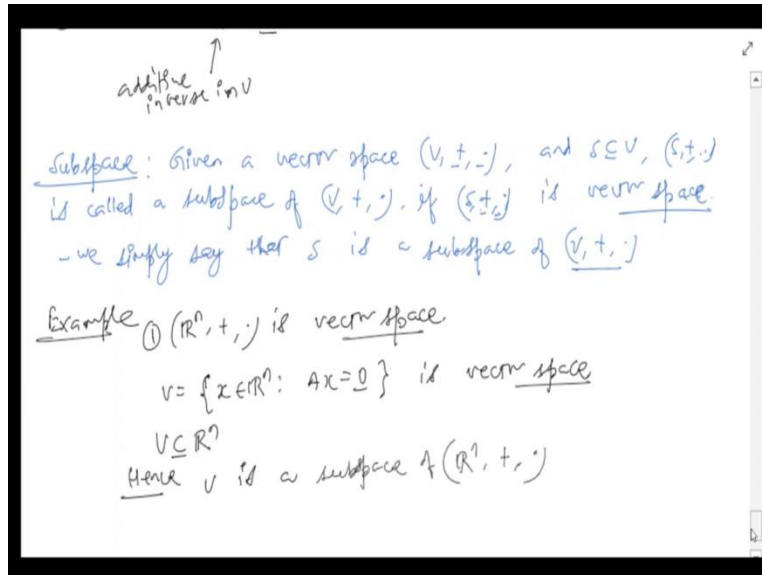 additive
inverse in V
Subspace: Given a vector space (V, +, ·), and S ⊆ V, (S, +, ·)
is called a subspace of (V, +, ·), if (S, +, ·) is vector space.
- we simply say that S is a subspace of (V, +, ·)
Example ① (ℝⁿ, +, ·) is vector space
V = {x ∈ ℝⁿ : Ax = 0} is vector space
V ⊆ ℝⁿ
Hence V is a subspace of (ℝⁿ, +, ·)